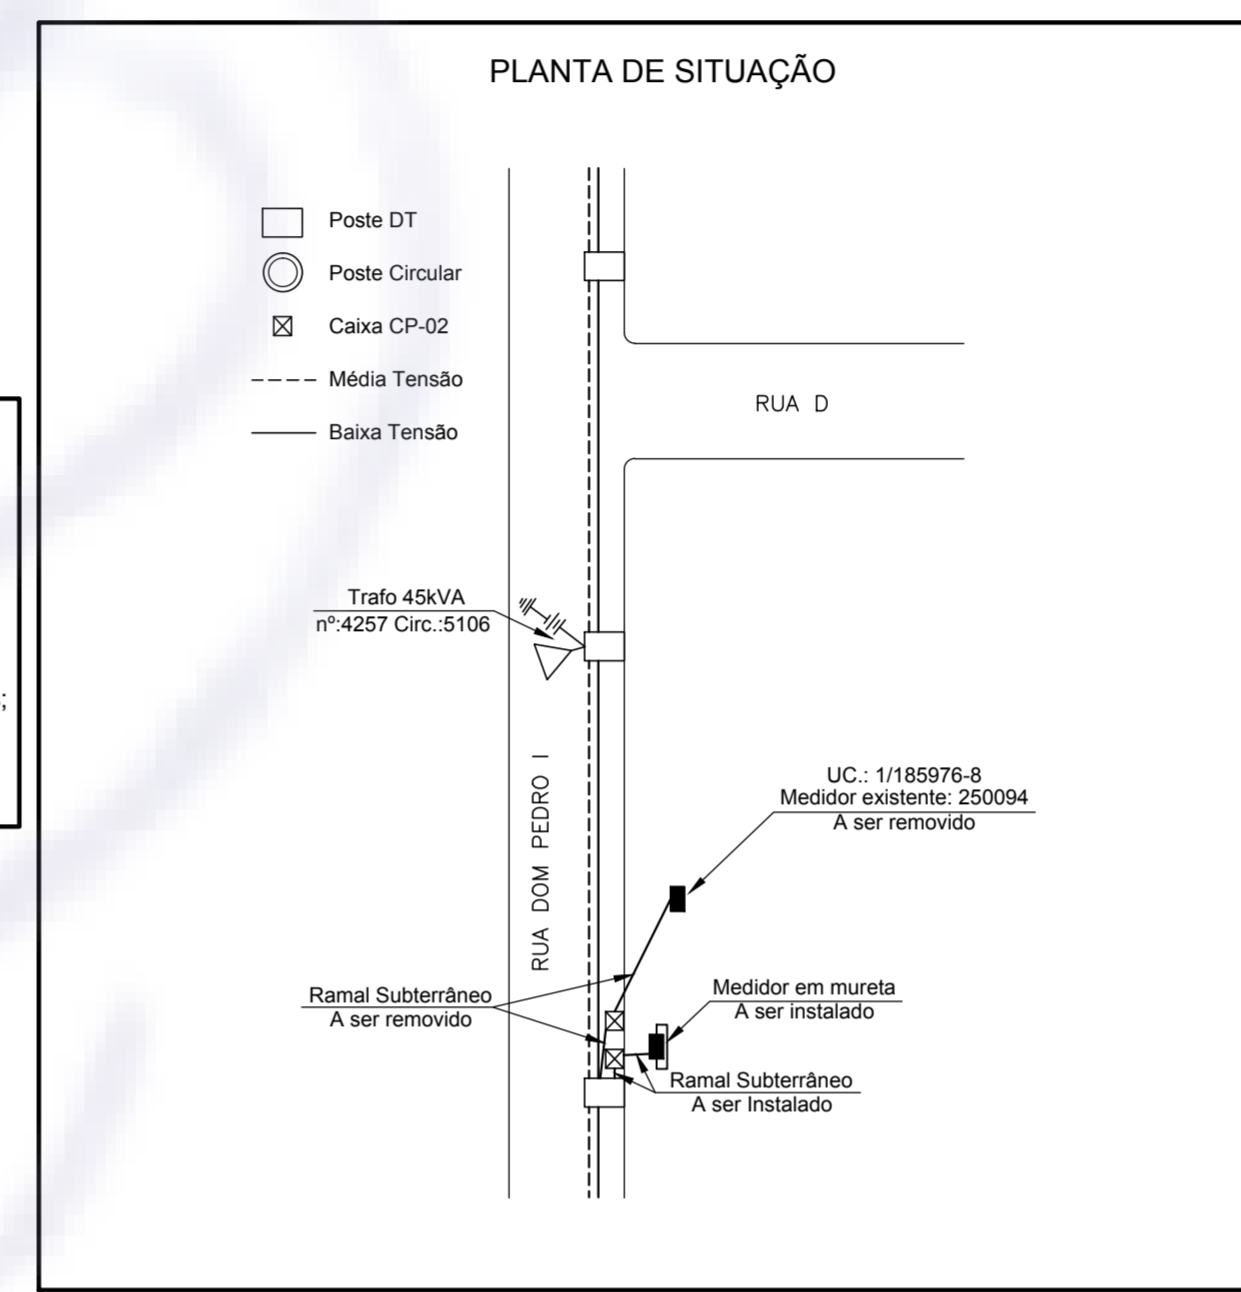 PLANTA DE SITUAÇÃO
Poste DT
Poste Circular
Caixa CP-02
Média Tensão
Baixa Tensão
RUA D
Trafo 45kVA
nº:4257 Circ.:5106
;
RUA DOM PEDRO I
UC.: 1/185976-8
Medidor existente: 250094
A ser removido
Ramal Subterrâneo
A ser removido
Medidor em mureta
A ser instalado
Ramal Subterrâneo
A ser Instalado